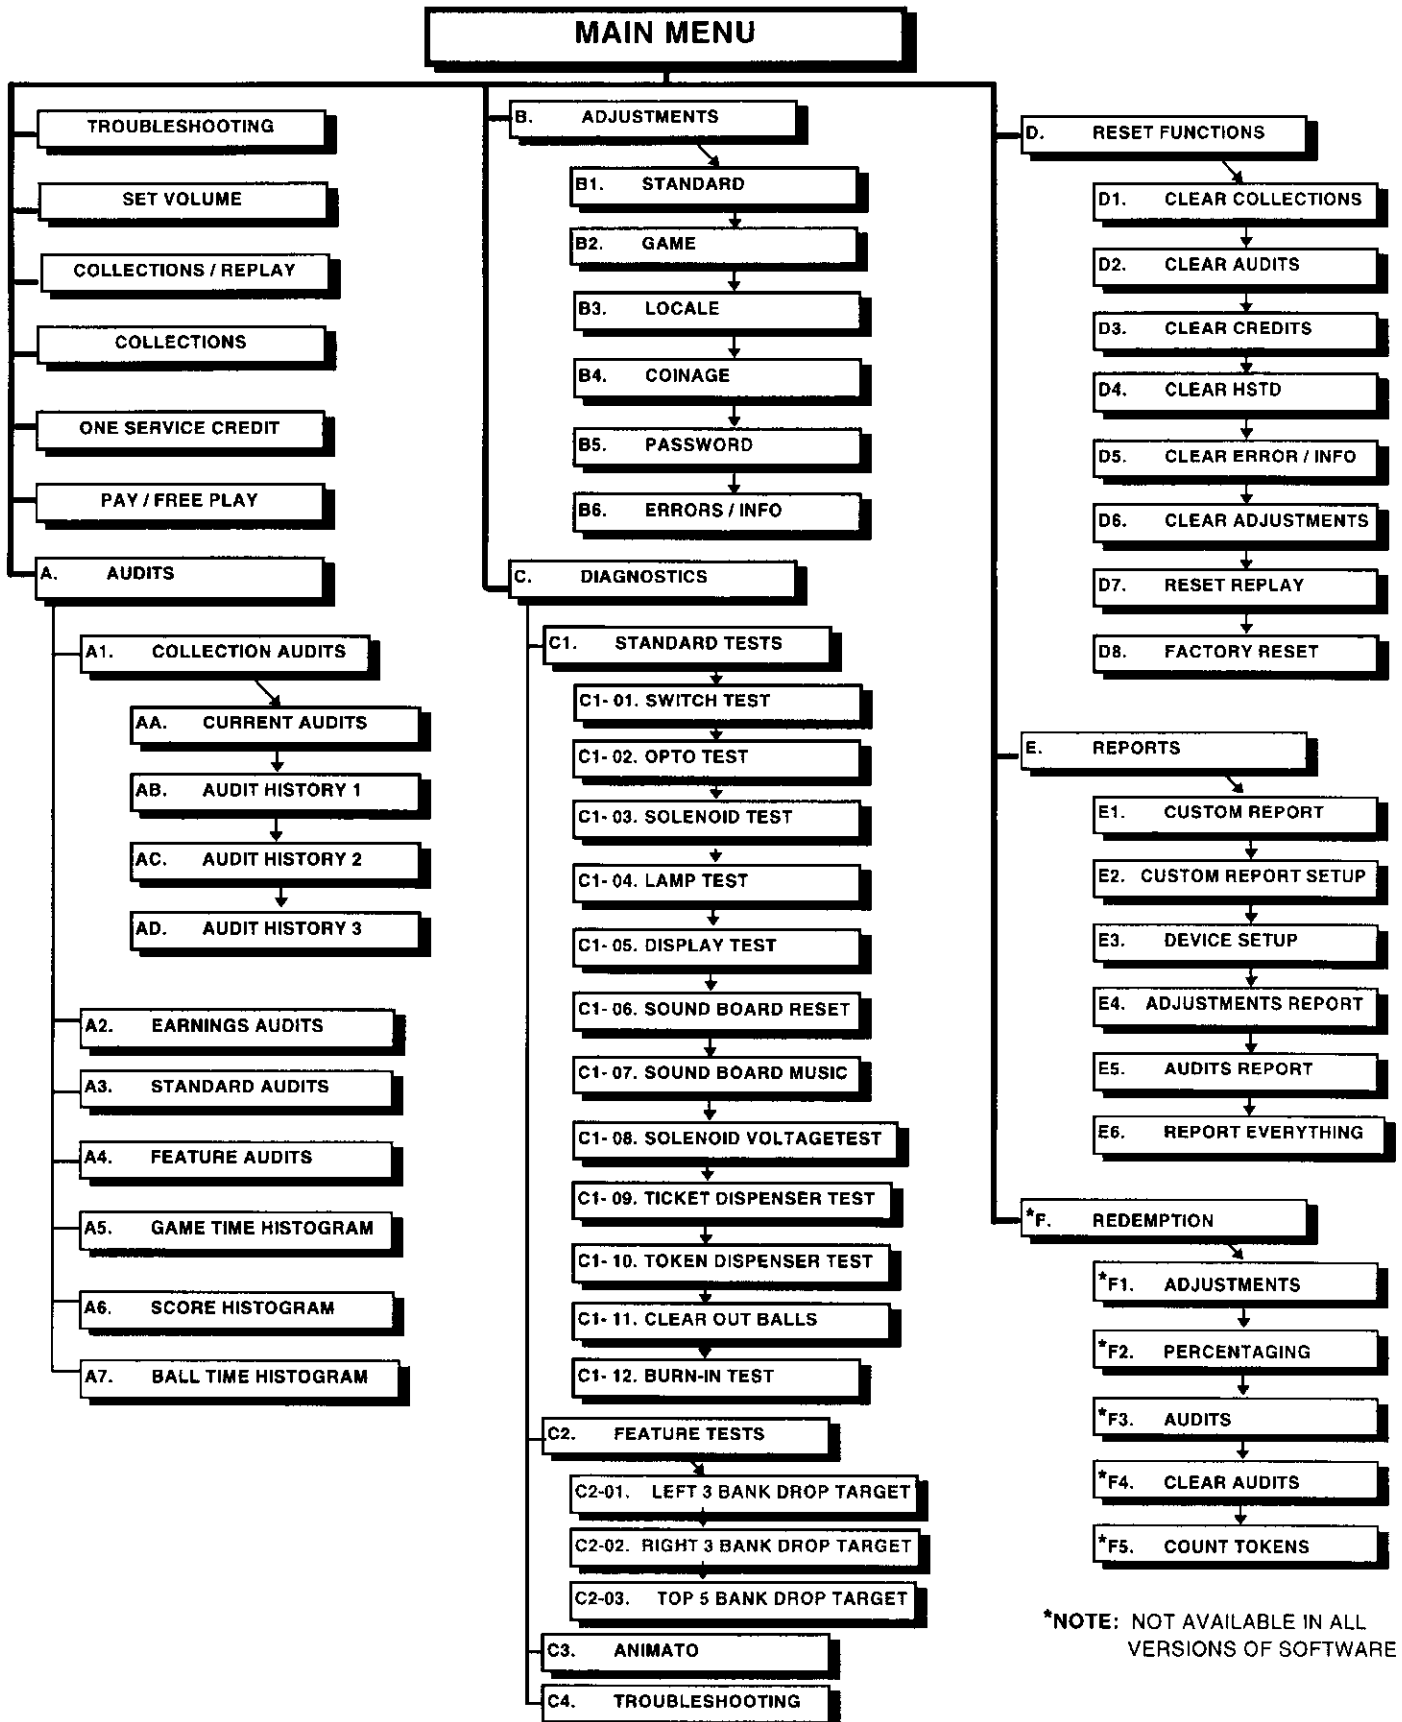 MAIN MENU
TROUBLESHOOTING
SET VOLUME
COLLECTIONS / REPLAY
COLLECTIONS
ONE SERVICE CREDIT
PAY / FREE PLAY
A. AUDITS
A1. COLLECTION AUDITS
AA. CURRENT AUDITS
AB. AUDIT HISTORY 1
AC. AUDIT HISTORY 2
AD. AUDIT HISTORY 3
A2. EARNINGS AUDITS
A3. STANDARD AUDITS
A4. FEATURE AUDITS
A5. GAME TIME HISTOGRAM
A6. SCORE HISTOGRAM
A7. BALL TIME HISTOGRAM
B. ADJUSTMENTS
B1. STANDARD
B2. GAME
B3. LOCALE
B4. COINAGE
B5. PASSWORD
B6. ERRORS / INFO
C. DIAGNOSTICS
C1. STANDARD TESTS
C1- 01. SWITCH TEST
C1- 02. OPTO TEST
C1- 03. SOLENOID TEST
C1- 04. LAMP TEST
C1- 05. DISPLAY TEST
C1- 06. SOUND BOARD RESET
C1- 07. SOUND BOARD MUSIC
C1- 08. SOLENOID VOLTAGETEST
C1- 09. TICKET DISPENSER TEST
C1- 10. TOKEN DISPENSER TEST
C1- 11. CLEAR OUT BALLS
C1- 12. BURN-IN TEST
C2. FEATURE TESTS
C2-01. LEFT 3 BANK DROP TARGET
C2-02. RIGHT 3 BANK DROP TARGET
C2-03. TOP 5 BANK DROP TARGET
C3. ANIMATO
C4. TROUBLESHOOTING
D. RESET FUNCTIONS
D1. CLEAR COLLECTIONS
D2. CLEAR AUDITS
D3. CLEAR CREDITS
D4. CLEAR HSTD
D5. CLEAR ERROR / INFO
D6. CLEAR ADJUSTMENTS
D7. RESET REPLAY
D8. FACTORY RESET
E. REPORTS
E1. CUSTOM REPORT
E2. CUSTOM REPORT SETUP
E3. DEVICE SETUP
E4. ADJUSTMENTS REPORT
E5. AUDITS REPORT
E6. REPORT EVERYTHING
*F. REDEMPTION
*F1. ADJUSTMENTS
*F2. PERCENTAGING
*F3. AUDITS
*F4. CLEAR AUDITS
*F5. COUNT TOKENS
*NOTE: NOT AVAILABLE IN ALL
VERSIONS OF SOFTWARE